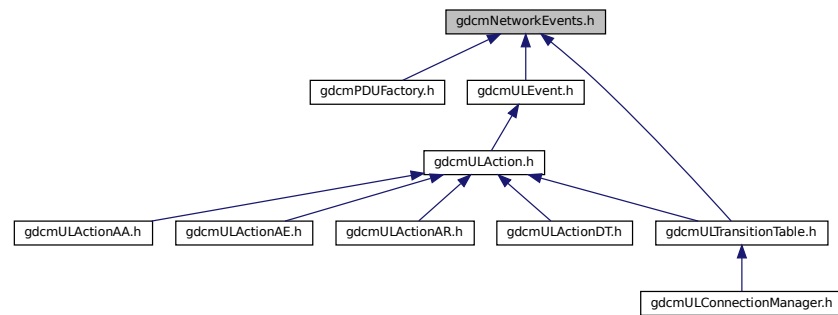 gdcmNetworkEvents.h
gdcmPDUFactory.h
gdcmULEvent.h
gdcmULAction.h
gdcmULActionAA.h
gdcmULActionAE.h
gdcmULActionAR.h
gdcmULActionDT.h
gdcmULTransitionTable.h
gdcmULConnectionManager.h